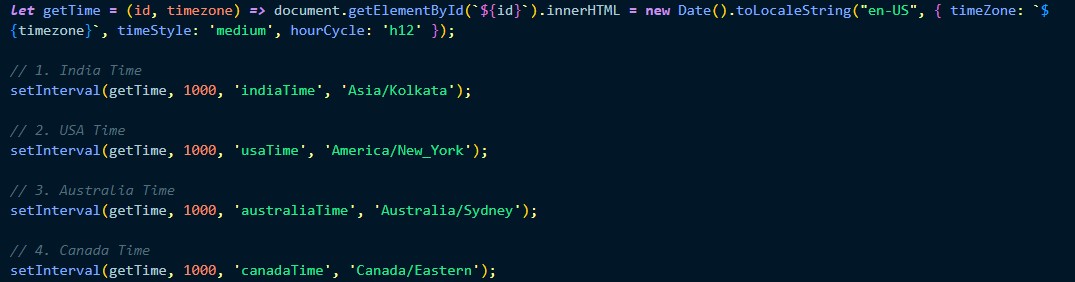 let getTime = (id, timezone) => document.getElementById(`${id}`).innerHTML = new Date().toLocaleString("en-US", { timeZone: `$
{timezone}`, timeStyle: 'medium', hourCycle: 'h12' });
// 1. India Time
setInterval(getTime, 1000, 'indiaTime', 'Asia/Kolkata');
// 2. USA Time
setInterval(getTime, 1000, 'usaTime', 'America/New_York');
// 3. Australia Time
setInterval(getTime, 1000, 'australiaTime', 'Australia/Sydney');
// 4. Canada Time
setInterval(getTime, 1000, 'canadaTime', 'Canada/Eastern');